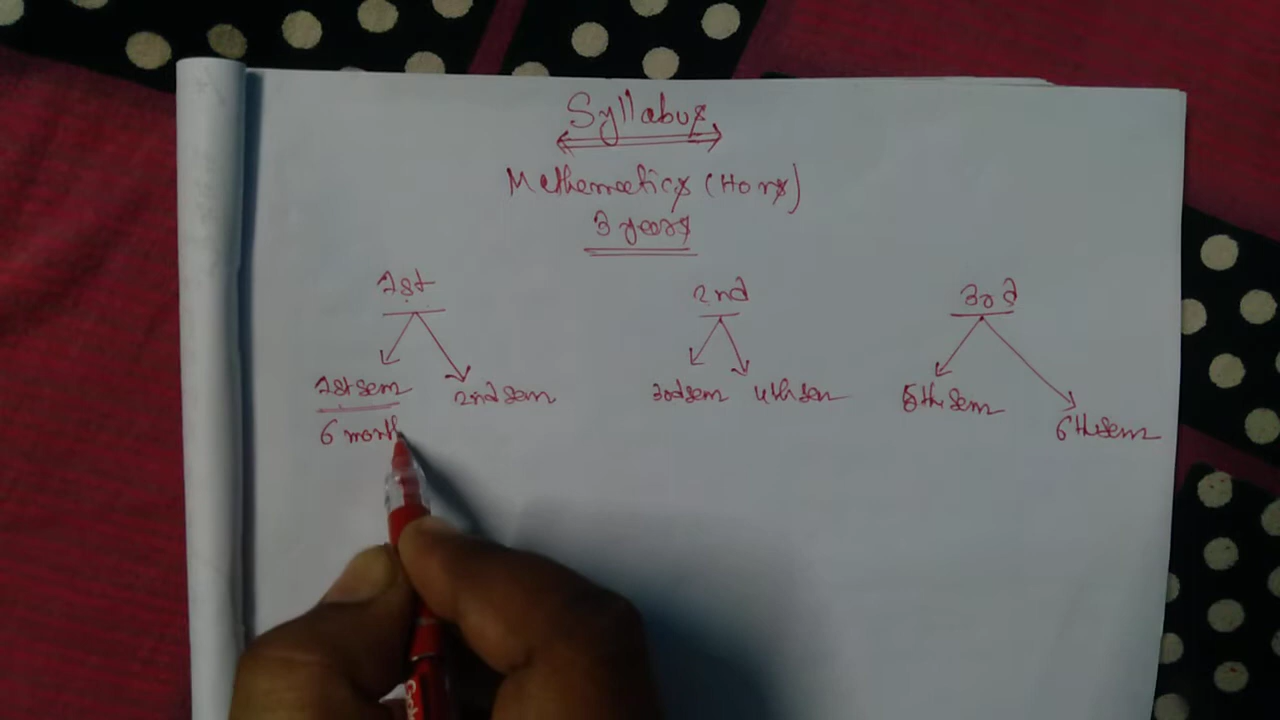 Syllabus
Mathematics (Hons)
3 years
1st 2nd 3rd
1st sem 2nd sem 3rd sem 4th sem 5th sem 6th sem
6 month